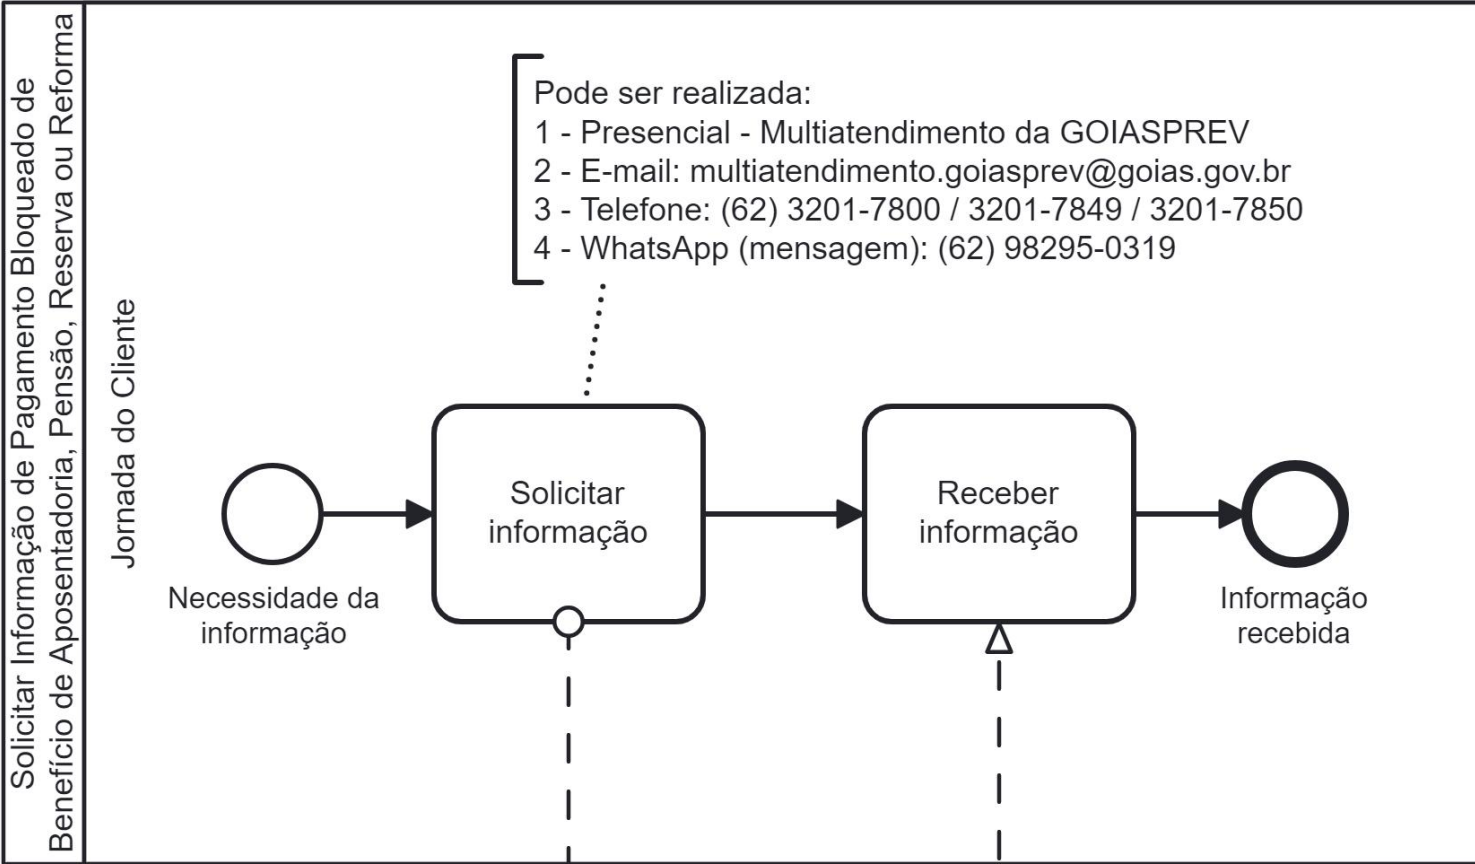 Solicitar Informação de Pagamento Bloqueado de
Benefício de Aposentadoria, Pensão, Reserva ou Reforma
Jornada do Cliente
Pode ser realizada:
1 - Presencial - Multiatendimento da GOIASPREV
2 - E-mail: multiatendimento.goiasprev@goias.gov.br
3 - Telefone: (62) 3201-7800 / 3201-7849 / 3201-7850
4 - WhatsApp (mensagem): (62) 98295-0319
Necessidade da
informação
Solicitar
informação
Receber
informação
Informação
recebida